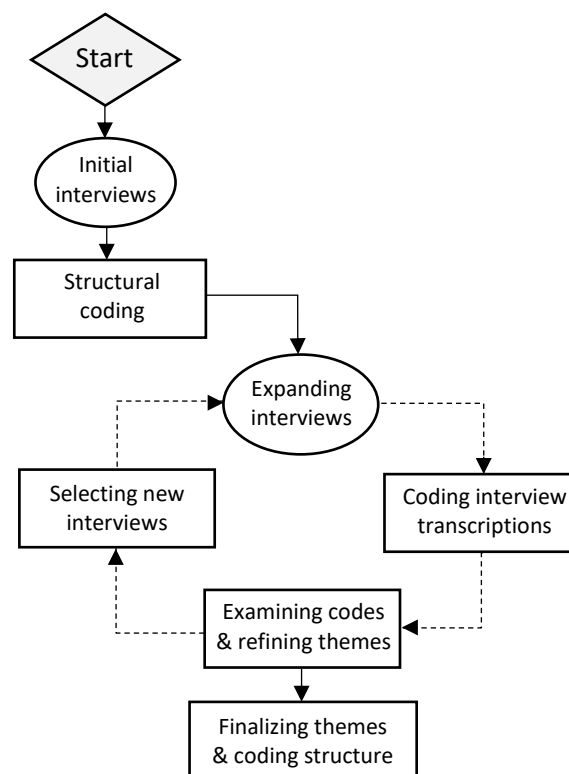 Start
Initial
interviews
Structural
coding
Expanding
interviews
Selecting new
interviews
Coding interview
transcriptions
Examining codes
& refining themes
Finalizing themes
& coding structure